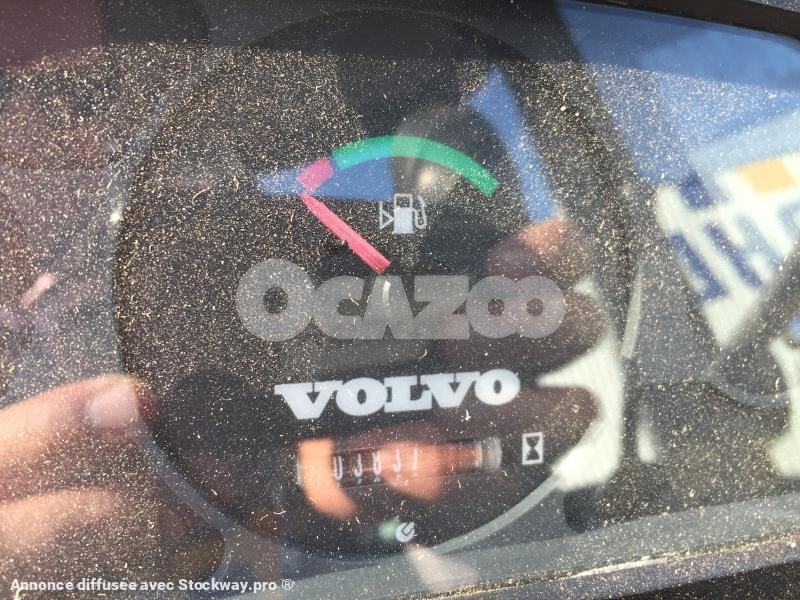 OCAZOO
VOLVO
Annonce diffusée avec Stockway.pro ®